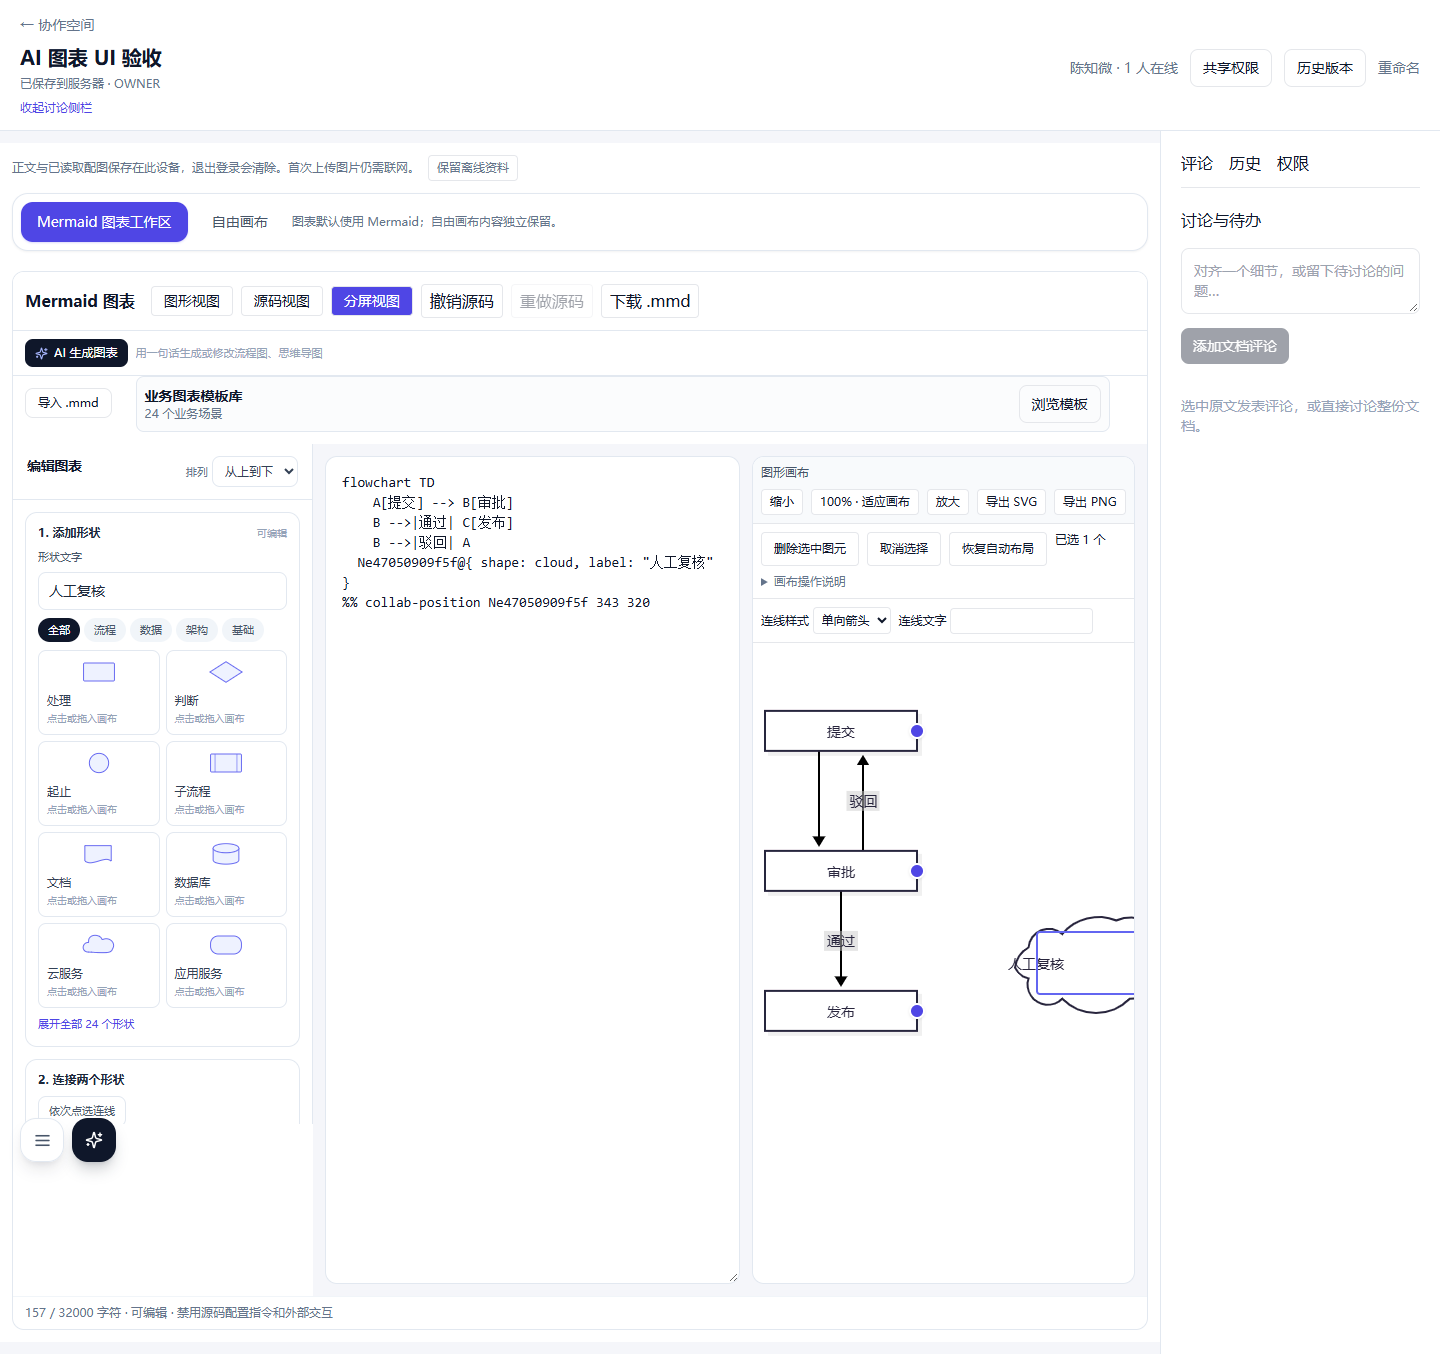 ← 协作空间
AI 图表 UI 验收
已保存到服务器 · OWNER
收起讨论侧栏
陈知微 · 1 人在线
共享权限
历史版本
重命名
正文与已读取配图保存在此设备，退出登录会清除。首次上传图片仍需联网。
保留离线资料
Mermaid 图表工作区
自由画布
图表默认使用 Mermaid；自由画布内容独立保留。
Mermaid 图表
图形视图
源码视图
分屏视图
撤销源码
重做源码
下载 .mmd
AI 生成图表
用一句话生成或修改流程图、思维导图
导入 .mmd
业务图表模板库
24 个业务场景
浏览模板
编辑图表
排列
从上到下
1. 添加形状
可编辑
形状文字
人工复核
全部
流程
数据
架构
基础
处理
点击或拖入画布
判断
点击或拖入画布
起止
点击或拖入画布
子流程
点击或拖入画布
文档
点击或拖入画布
数据库
点击或拖入画布
云服务
点击或拖入画布
应用服务
点击或拖入画布
展开全部 24 个形状
2. 连接两个形状
依次点选连线
flowchart TD
A[提交] --> B[审批]
B -->|通过| C[发布]
B -->|驳回| A
Ne47050909f5f@{ shape: cloud, label: "人工复核"
}
%% collab-position Ne47050909f5f 343 320
图形画布
缩小
100% · 适应画布
放大
导出 SVG
导出 PNG
删除选中图元
取消选择
恢复自动布局
已选 1 个
▶ 画布操作说明
连线样式
单向箭头
连线文字
提交
驳回
审批
通过
人工复核
发布
157 / 32000 字符 · 可编辑 · 禁用源码配置指令和外部交互
评论
历史
权限
讨论与待办
对齐一个细节，或留下待讨论的问
题...
添加文档评论
选中原文发表评论，或直接讨论整份文
档。